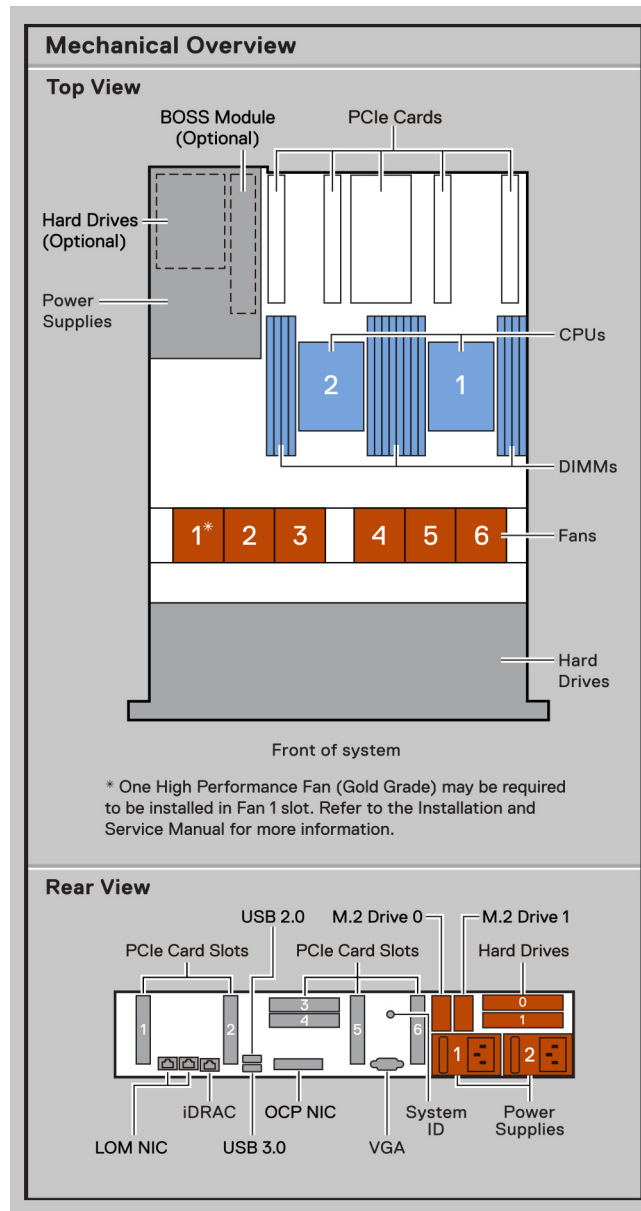 Mechanical Overview
Top View
BOSS Module
(Optional)
PCIe Cards
Hard Drives
(Optional)
Power
Supplies
CPUs
2
1
DIMMs
1*
2
3
4
5
6
Fans
Hard
Drives
Front of system
* One High Performance Fan (Gold Grade) may be required
to be installed in Fan 1 slot. Refer to the Installation and
Service Manual for more information.
Rear View
USB 2.0
M.2 Drive 0
M.2 Drive 1
PCIe Card Slots
PCIe Card Slots
Hard Drives
1
2
3
4
5
6
0
1
1
2
iDRAC
OCP NIC
System
ID
Power
Supplies
LOM NIC
USB 3.0
VGA